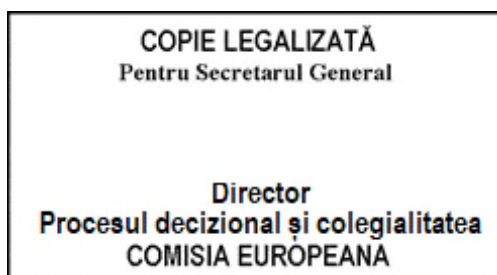 COPIE LEGALIZATĂ
Pentru Secretarul General
Director
Procesul decizional și colegialitatea
COMISIA EUROPEANA